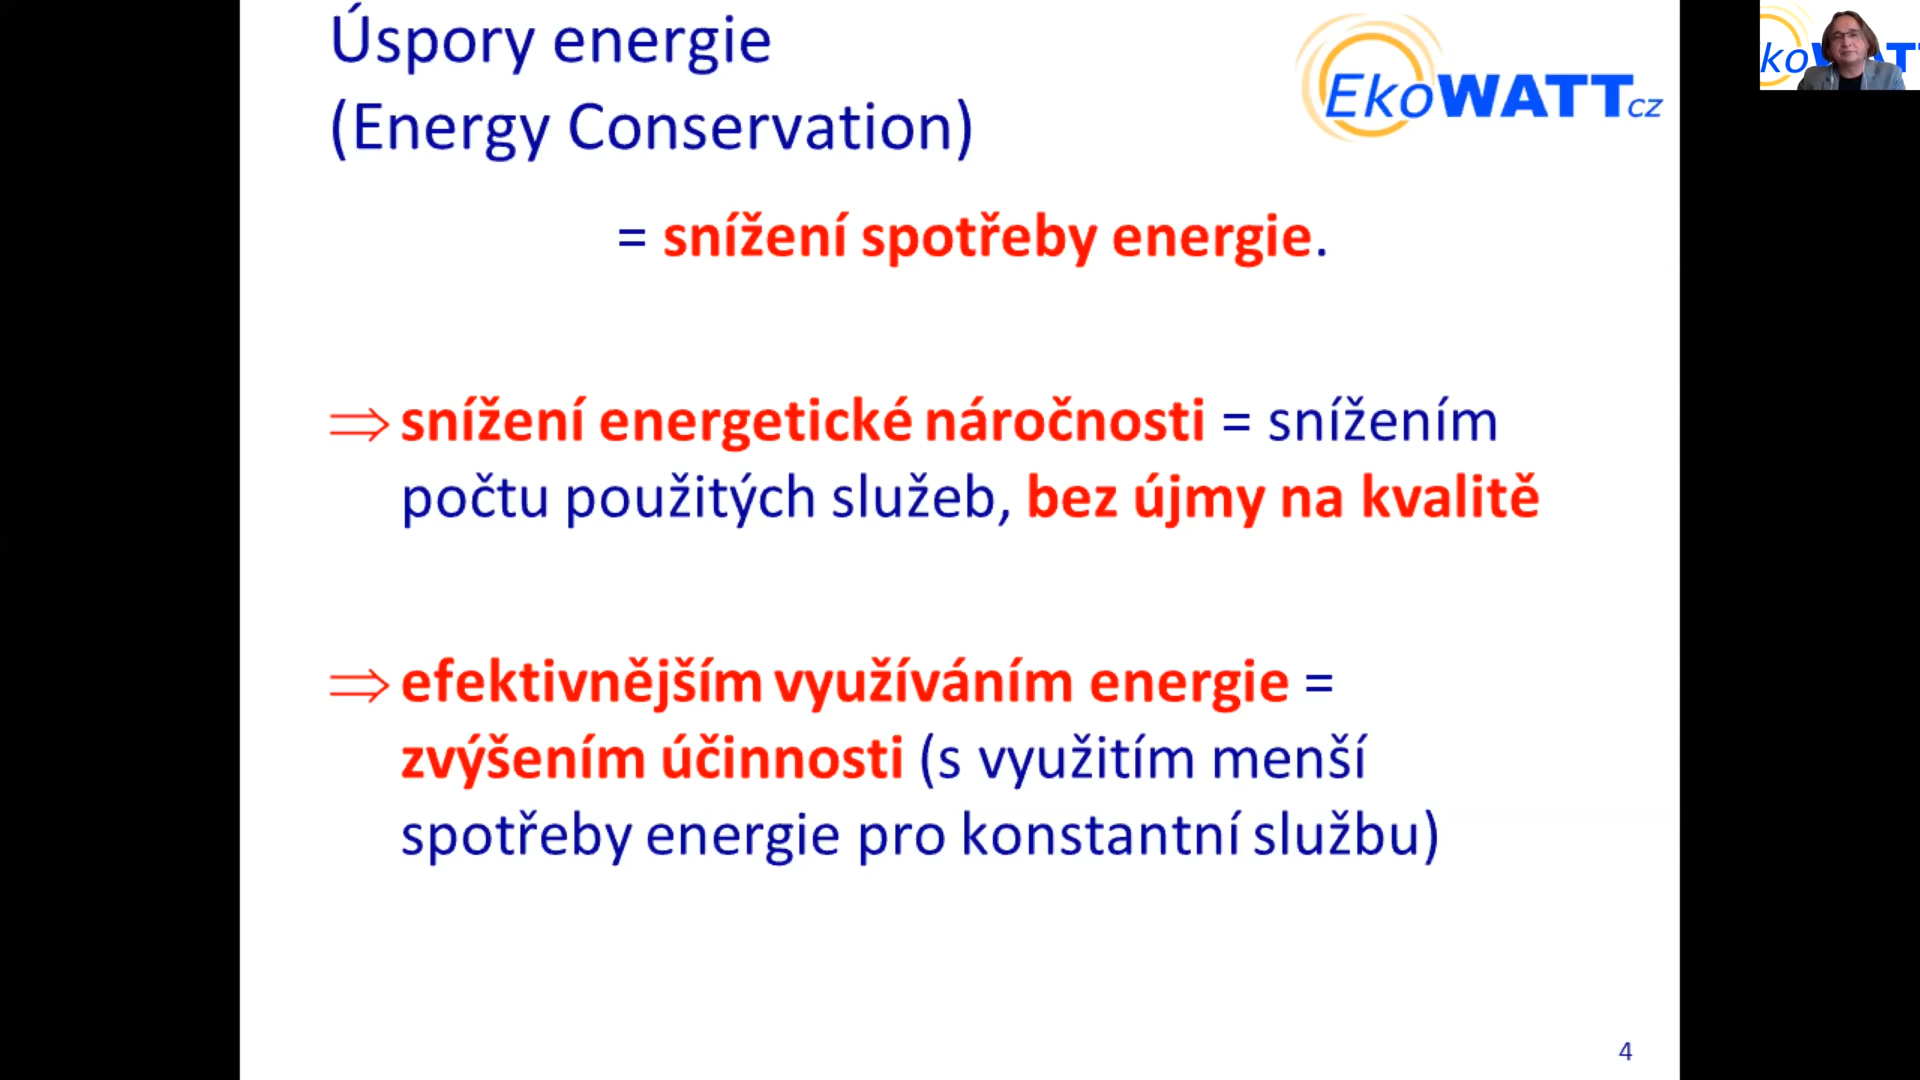 Úspory energie
(Energy Conservation)
EkoWATTcz
koWATT
= snížení spotřeby energie.
⇒ snížení energetické náročnosti = snížením
počtu použitých služeb, bez újmy na kvalitě
⇒ efektivnějším využíváním energie =
zvýšením účinnosti (s využitím menší
spotřeby energie pro konstantní službu)
4